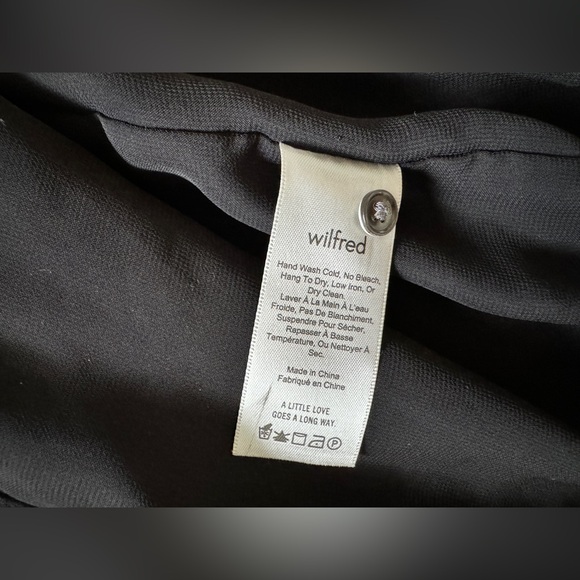 wilfred
Hand Wash Cold, No Bleach,
Hang To Dry, Low Iron, Or
Dry Clean.
Laver À La Main À L'eau
Froide, Pas De Blanchiment,
Suspendre Pour Sécher,
Rapasser À Basse
Température, Ou Nettoyer À
Sec.
Made in China
Fabriqué en Chine
A LITTLE LOVE
GOES A LONG WAY.
P